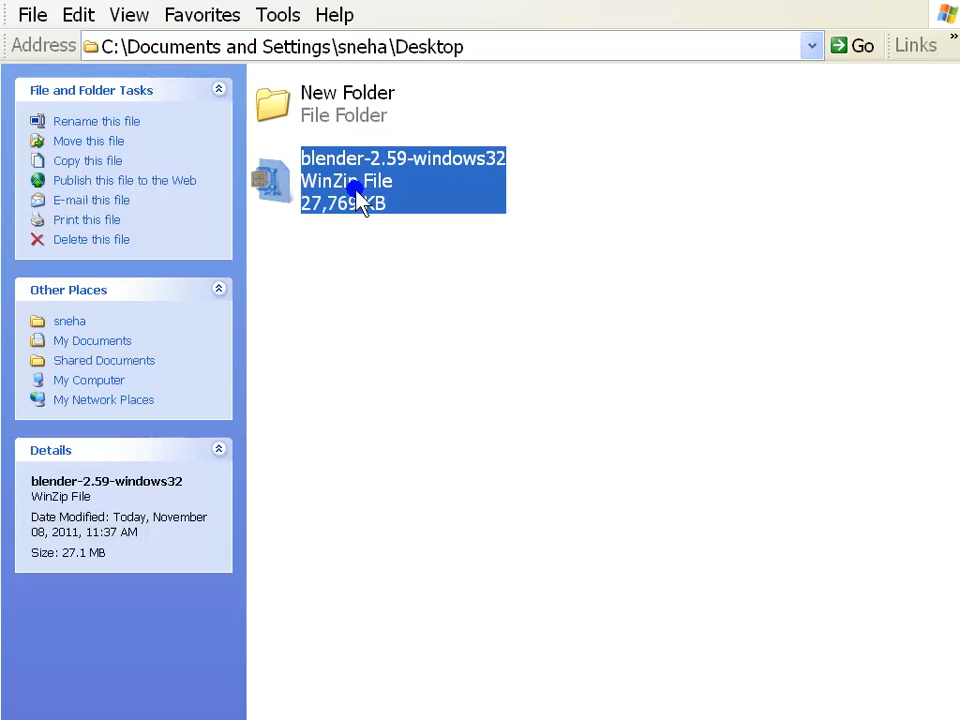 File Edit View Favorites Tools Help
Address C:\Documents and Settings\sneha\Desktop Go Links »
File and Folder Tasks
Rename this file
Move this file
Copy this file
Publish this file to the Web
E-mail this file
Print this file
Delete this file
Other Places
sneha
My Documents
Shared Documents
My Computer
My Network Places
Details
blender-2.59-windows32
WinZip File
Date Modified: Today, November
08, 2011, 11:37 AM
Size: 27.1 MB
New Folder
File Folder
blender-2.59-windows32
WinZip File
27,769 KB